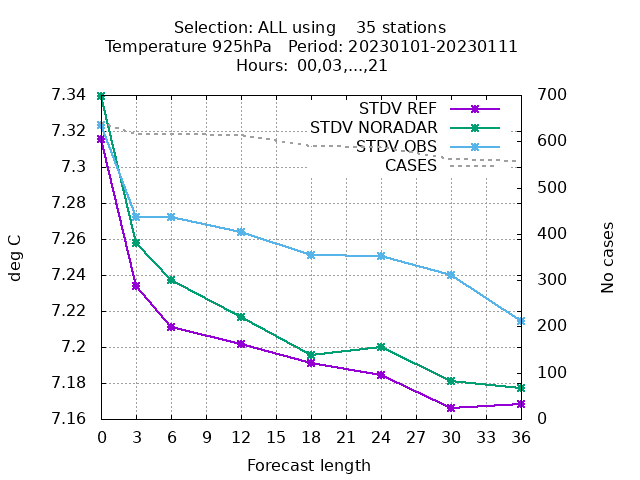 Selection: ALL using    35 stations
Temperature 925hPa   Period: 20230101-20230111
Hours: 00,03,...,21
STDV REF
STDV NORADAR
STDV OBS
CASES
7.34
7.32
7.3
7.28
7.26
7.24
7.22
7.2
7.18
7.16
deg C
700
600
500
400
300
200
100
0
No cases
0 3 6 9 12 15 18 21 24 27 30 33 36
Forecast length